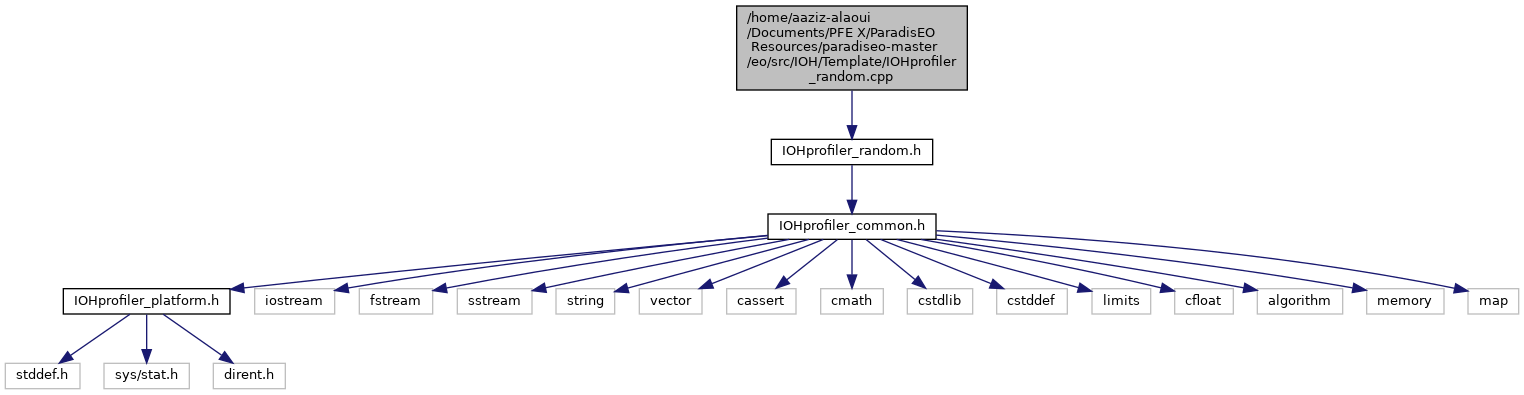 /home/aaziz-alaoui
/Documents/PFE X/ParadisEO
Resources/paradiseo-master
/eo/src/IOH/Template/IOHprofiler
_random.cpp
IOHprofiler_random.h
IOHprofiler_common.h
IOHprofiler_platform.h
iostream
fstream
sstream
string
vector
cassert
cmath
cstdlib
cstddef
limits
cfloat
algorithm
memory
map
stddef.h
sys/stat.h
dirent.h